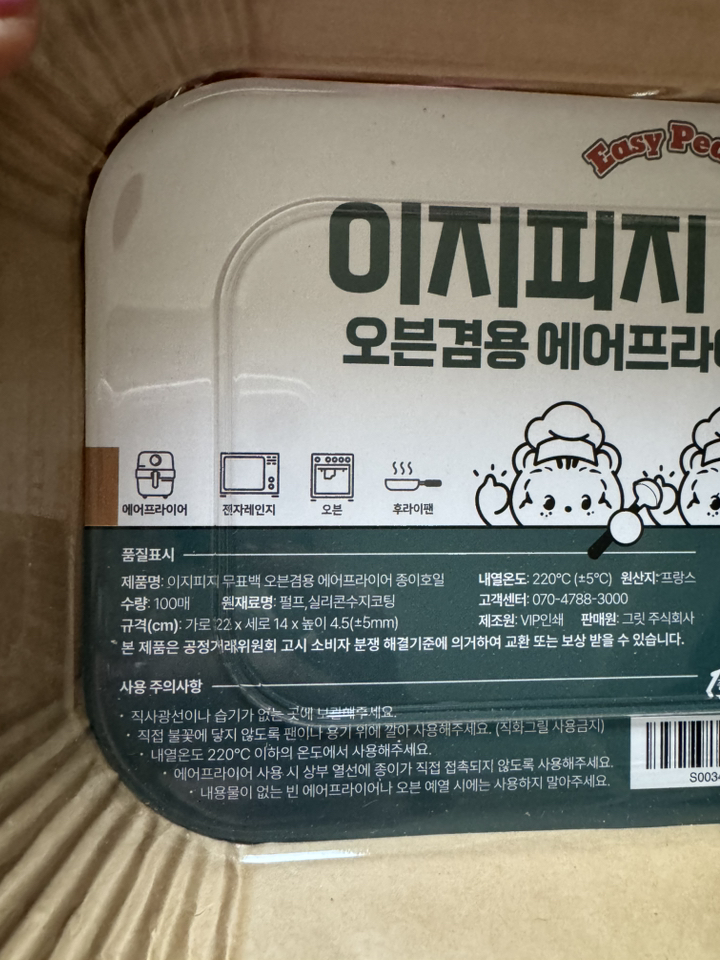 Easy
이지피지
오븐겸용 에어프라이
에어프라이어 전자레인지 오븐 후라이팬
품질표시
제품명: 이지피지 무표백 오븐겸용 에어프라이어 종이호일 내열온도: 220℃ (±5℃) 원산지: 프랑스
수량: 100매 원재료명: 펄프,실리콘수지코팅 고객센터: 070-4788-3000
규격(cm): 가로 22 x 세로 14 x 높이 4.5(±5mm) 제조원: VIP인쇄 판매원: 그릿 주식회사
본 제품은 공정거래위원회 고시 소비자 분쟁 해결기준에 의거하여 교환 또는 보상 받을 수 있습니다.
사용 주의사항
· 직사광선이나 습기가 없는 곳에 보관해주세요.
· 직접 불꽃에 닿지 않도록 팬이나 용기 위에 깔아 사용해주세요. (직화그릴 사용금지)
· 내열온도 220℃ 이하의 온도에서 사용해주세요.
· 에어프라이어 사용 시 상부 열선에 종이가 직접 접촉되지 않도록 사용해주세요.
· 내용물이 없는 빈 에어프라이어나 오븐 예열 시에는 사용하지 말아주세요.